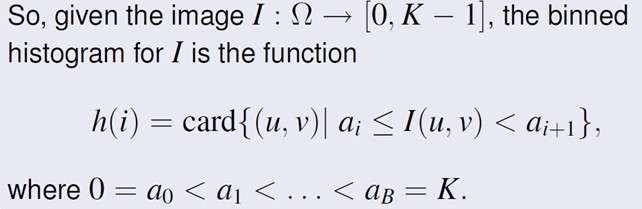 So, given the image I : Ω → [0, K − 1], the binned
histogram for I is the function
h(i) = card{(u, v)| aᵢ ≤ I(u, v) < aᵢ₊₁},
where 0 = a₀ < a₁ < . . . < a_B = K.